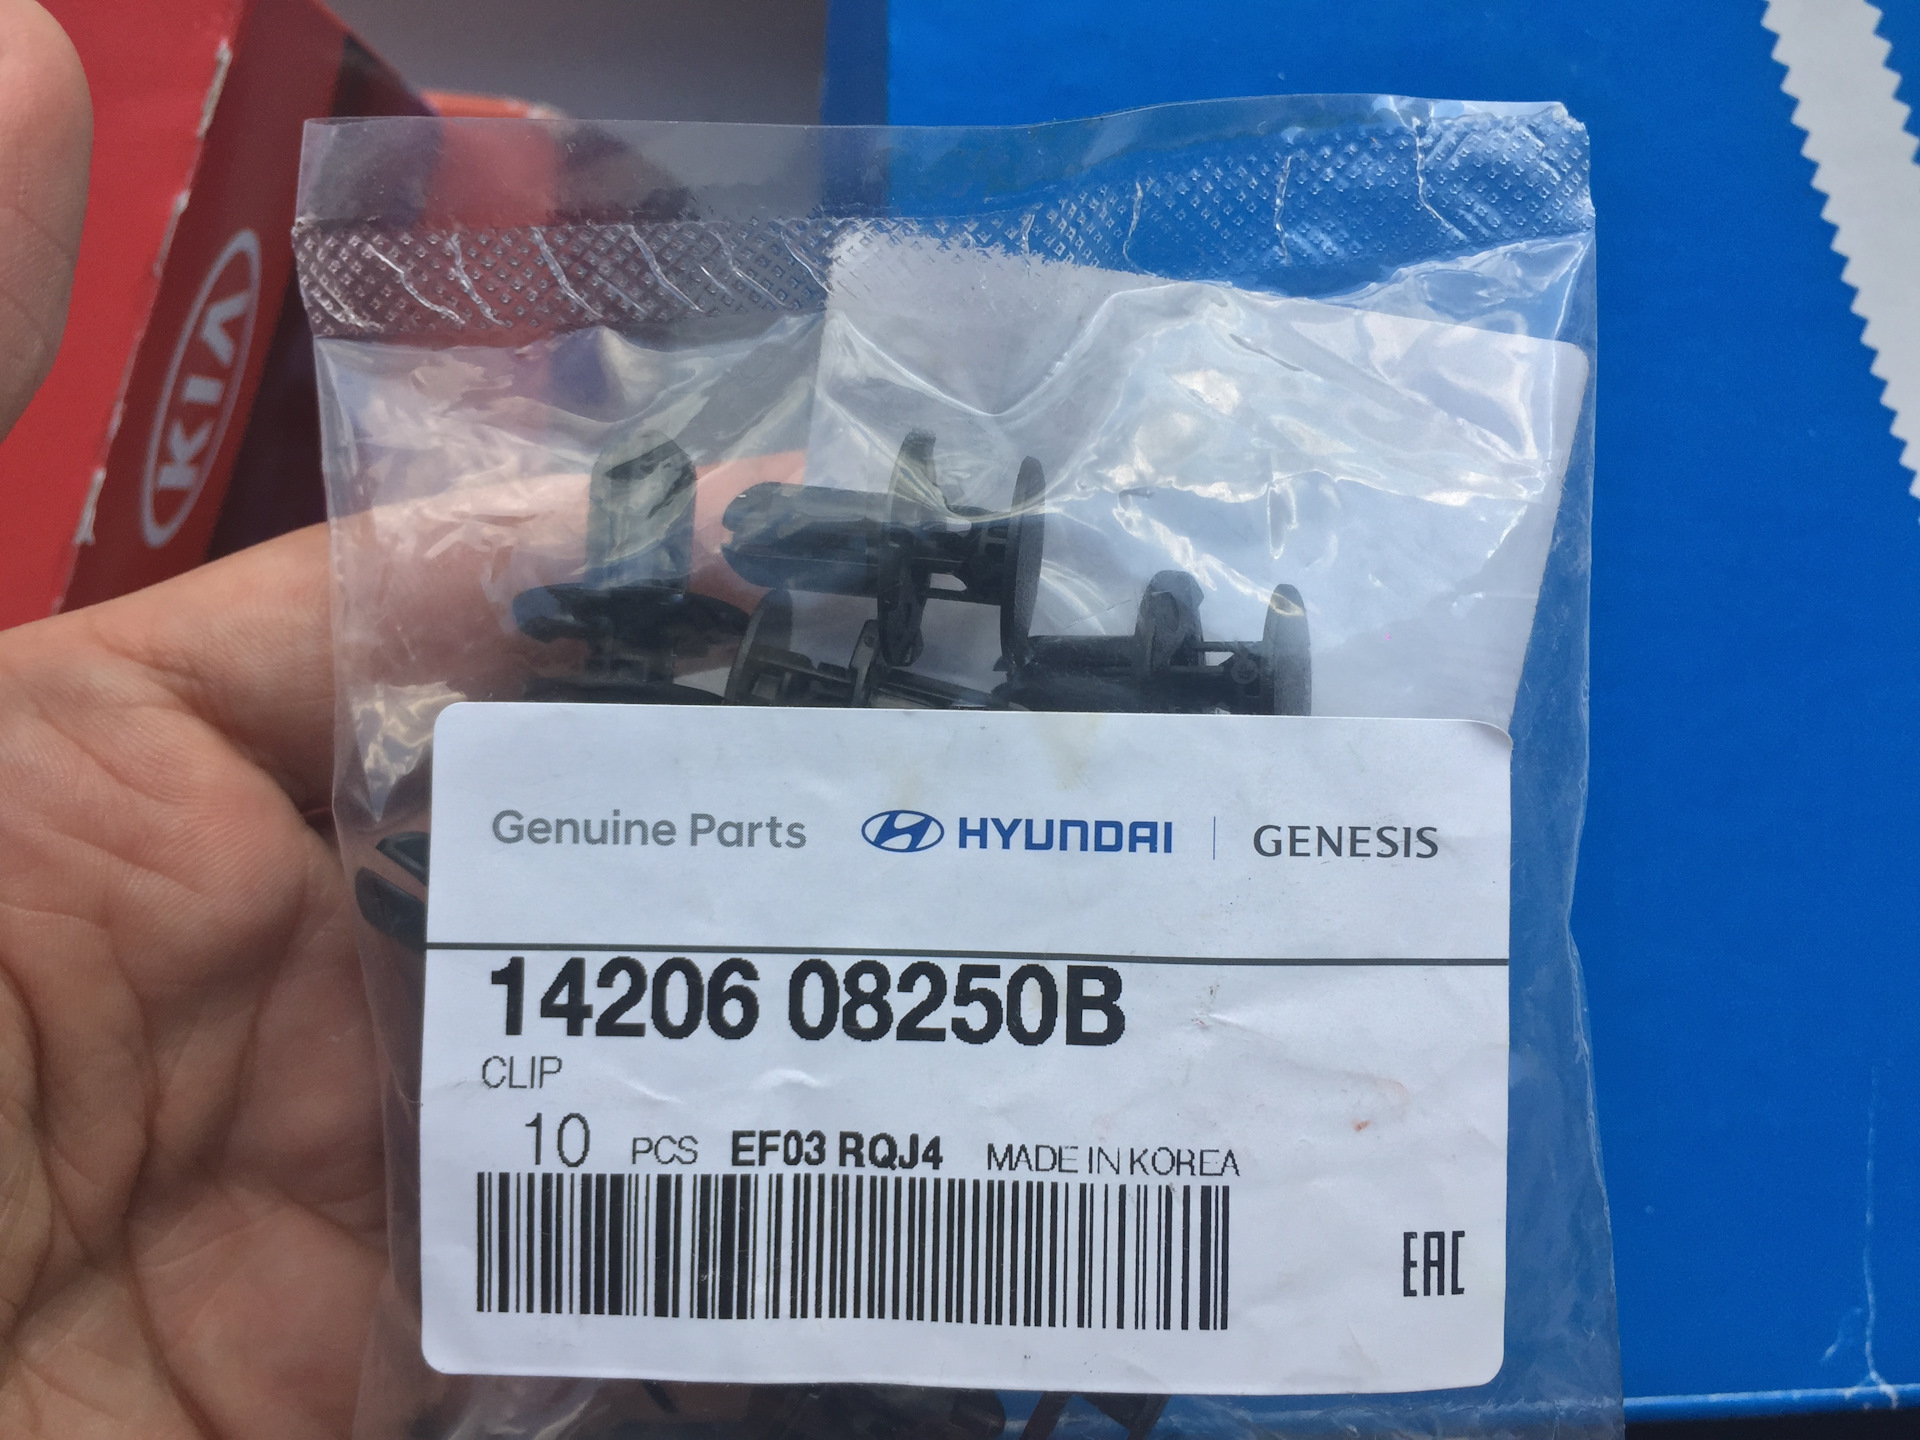 KIA
Genuine Parts HYUNDAI GENESIS
14206 08250B
CLIP
10 PCS EF03 RQJ4 MADE IN KOREA
EAC